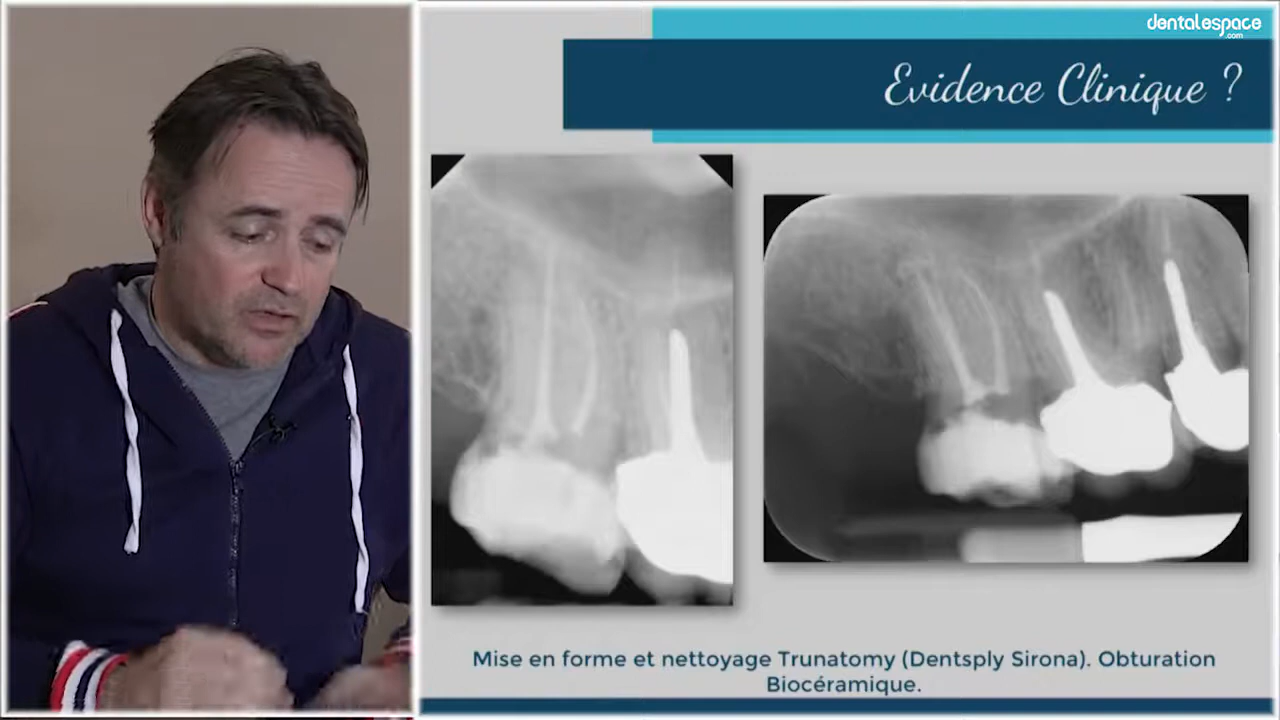 dentalespace
.com
Evidence Clinique ?
Mise en forme et nettoyage Trunatomy (Dentsply Sirona). Obturation
Biocéramique.